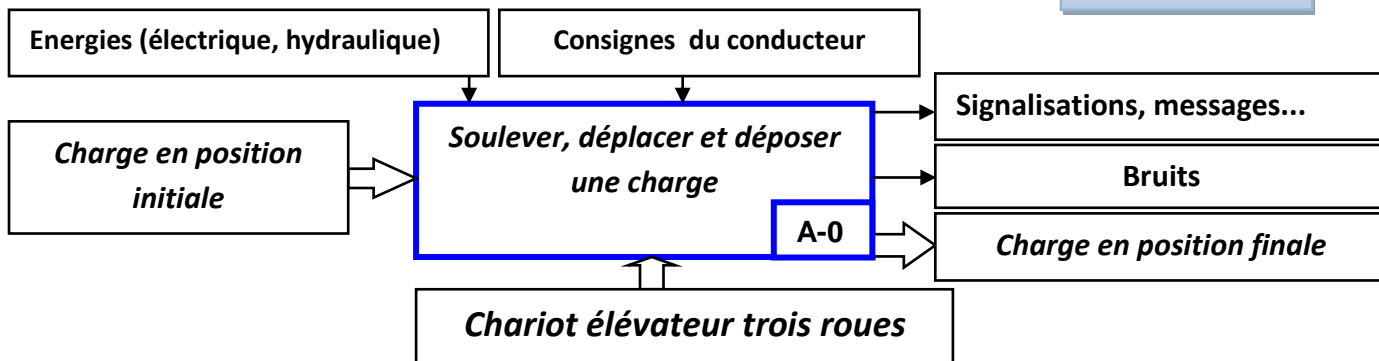 Energies (électrique, hydraulique)
Consignes du conducteur
Signalisations, messages...
Charge en position
initiale
Soulever, déplacer et déposer
une charge
A-0
Bruits
Charge en position finale
Chariot élévateur trois roues